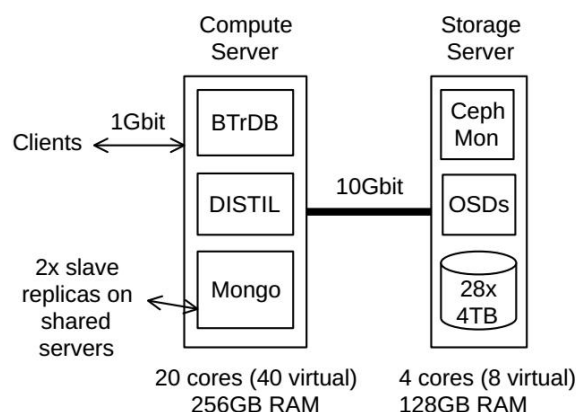 Compute
Server
Storage
Server
Clients
1Gbit
BTrDB
DISTIL
Mongo
2x slave
replicas on
shared
servers
10Gbit
Ceph
Mon
OSDs
28x
4TB
20 cores (40 virtual)
256GB RAM
4 cores (8 virtual)
128GB RAM